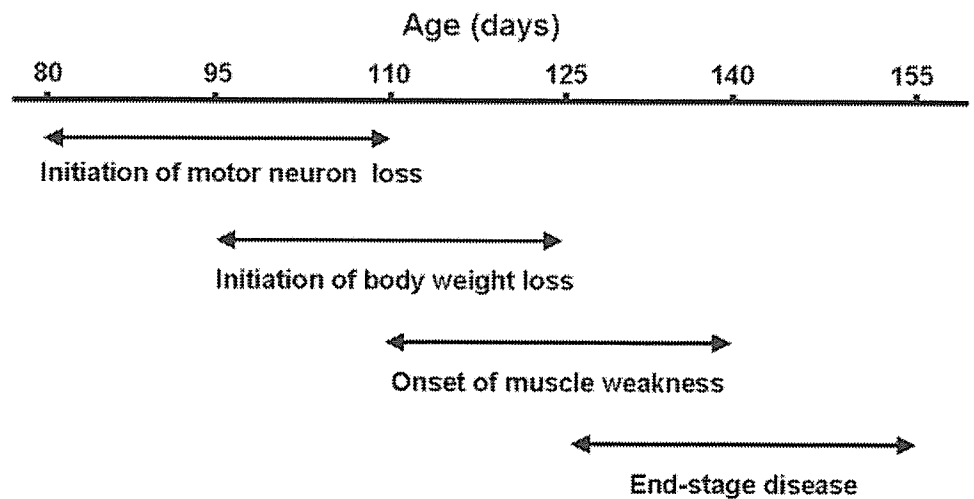 Age (days)
80 95 110 125 140 155
Initiation of motor neuron loss
Initiation of body weight loss
Onset of muscle weakness
End-stage disease